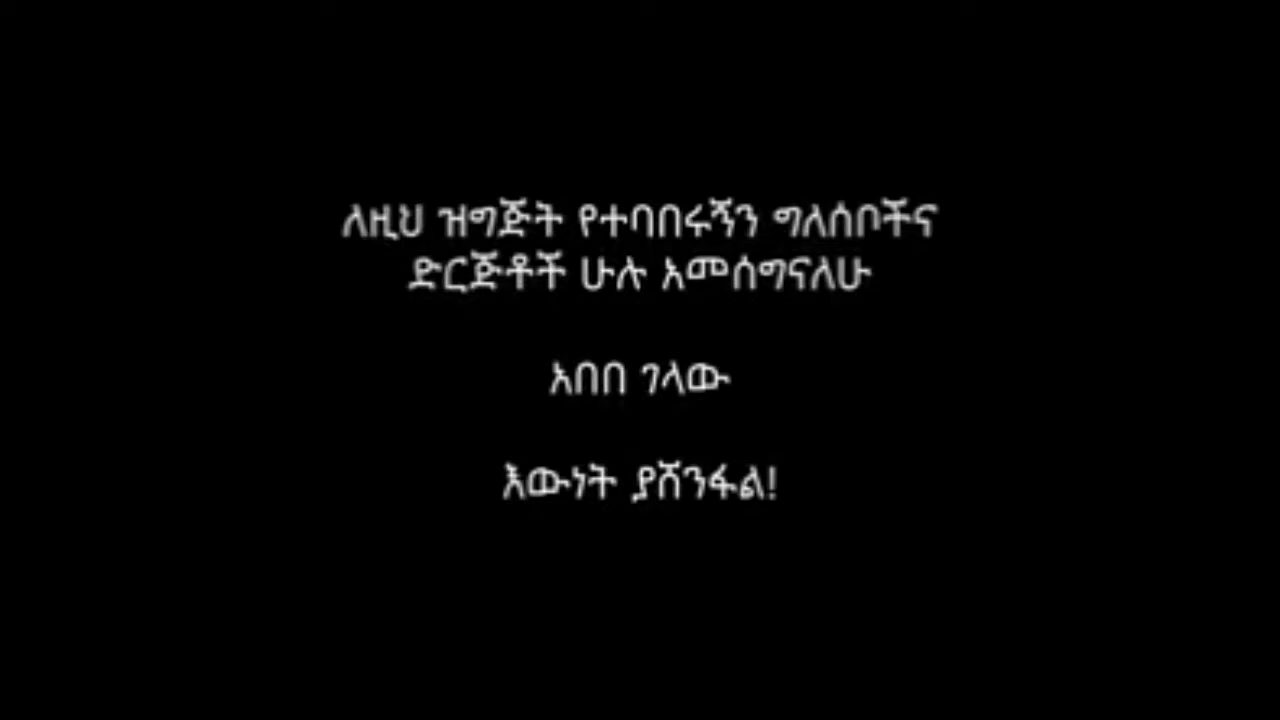 ለዚህ ዝግጅት የተባበሩኝን ግለሰቦችና
ድርጅቶች ሁሉ አመሰግናለሁ
አበበ ገላው
እውነት ያሸንፋል!